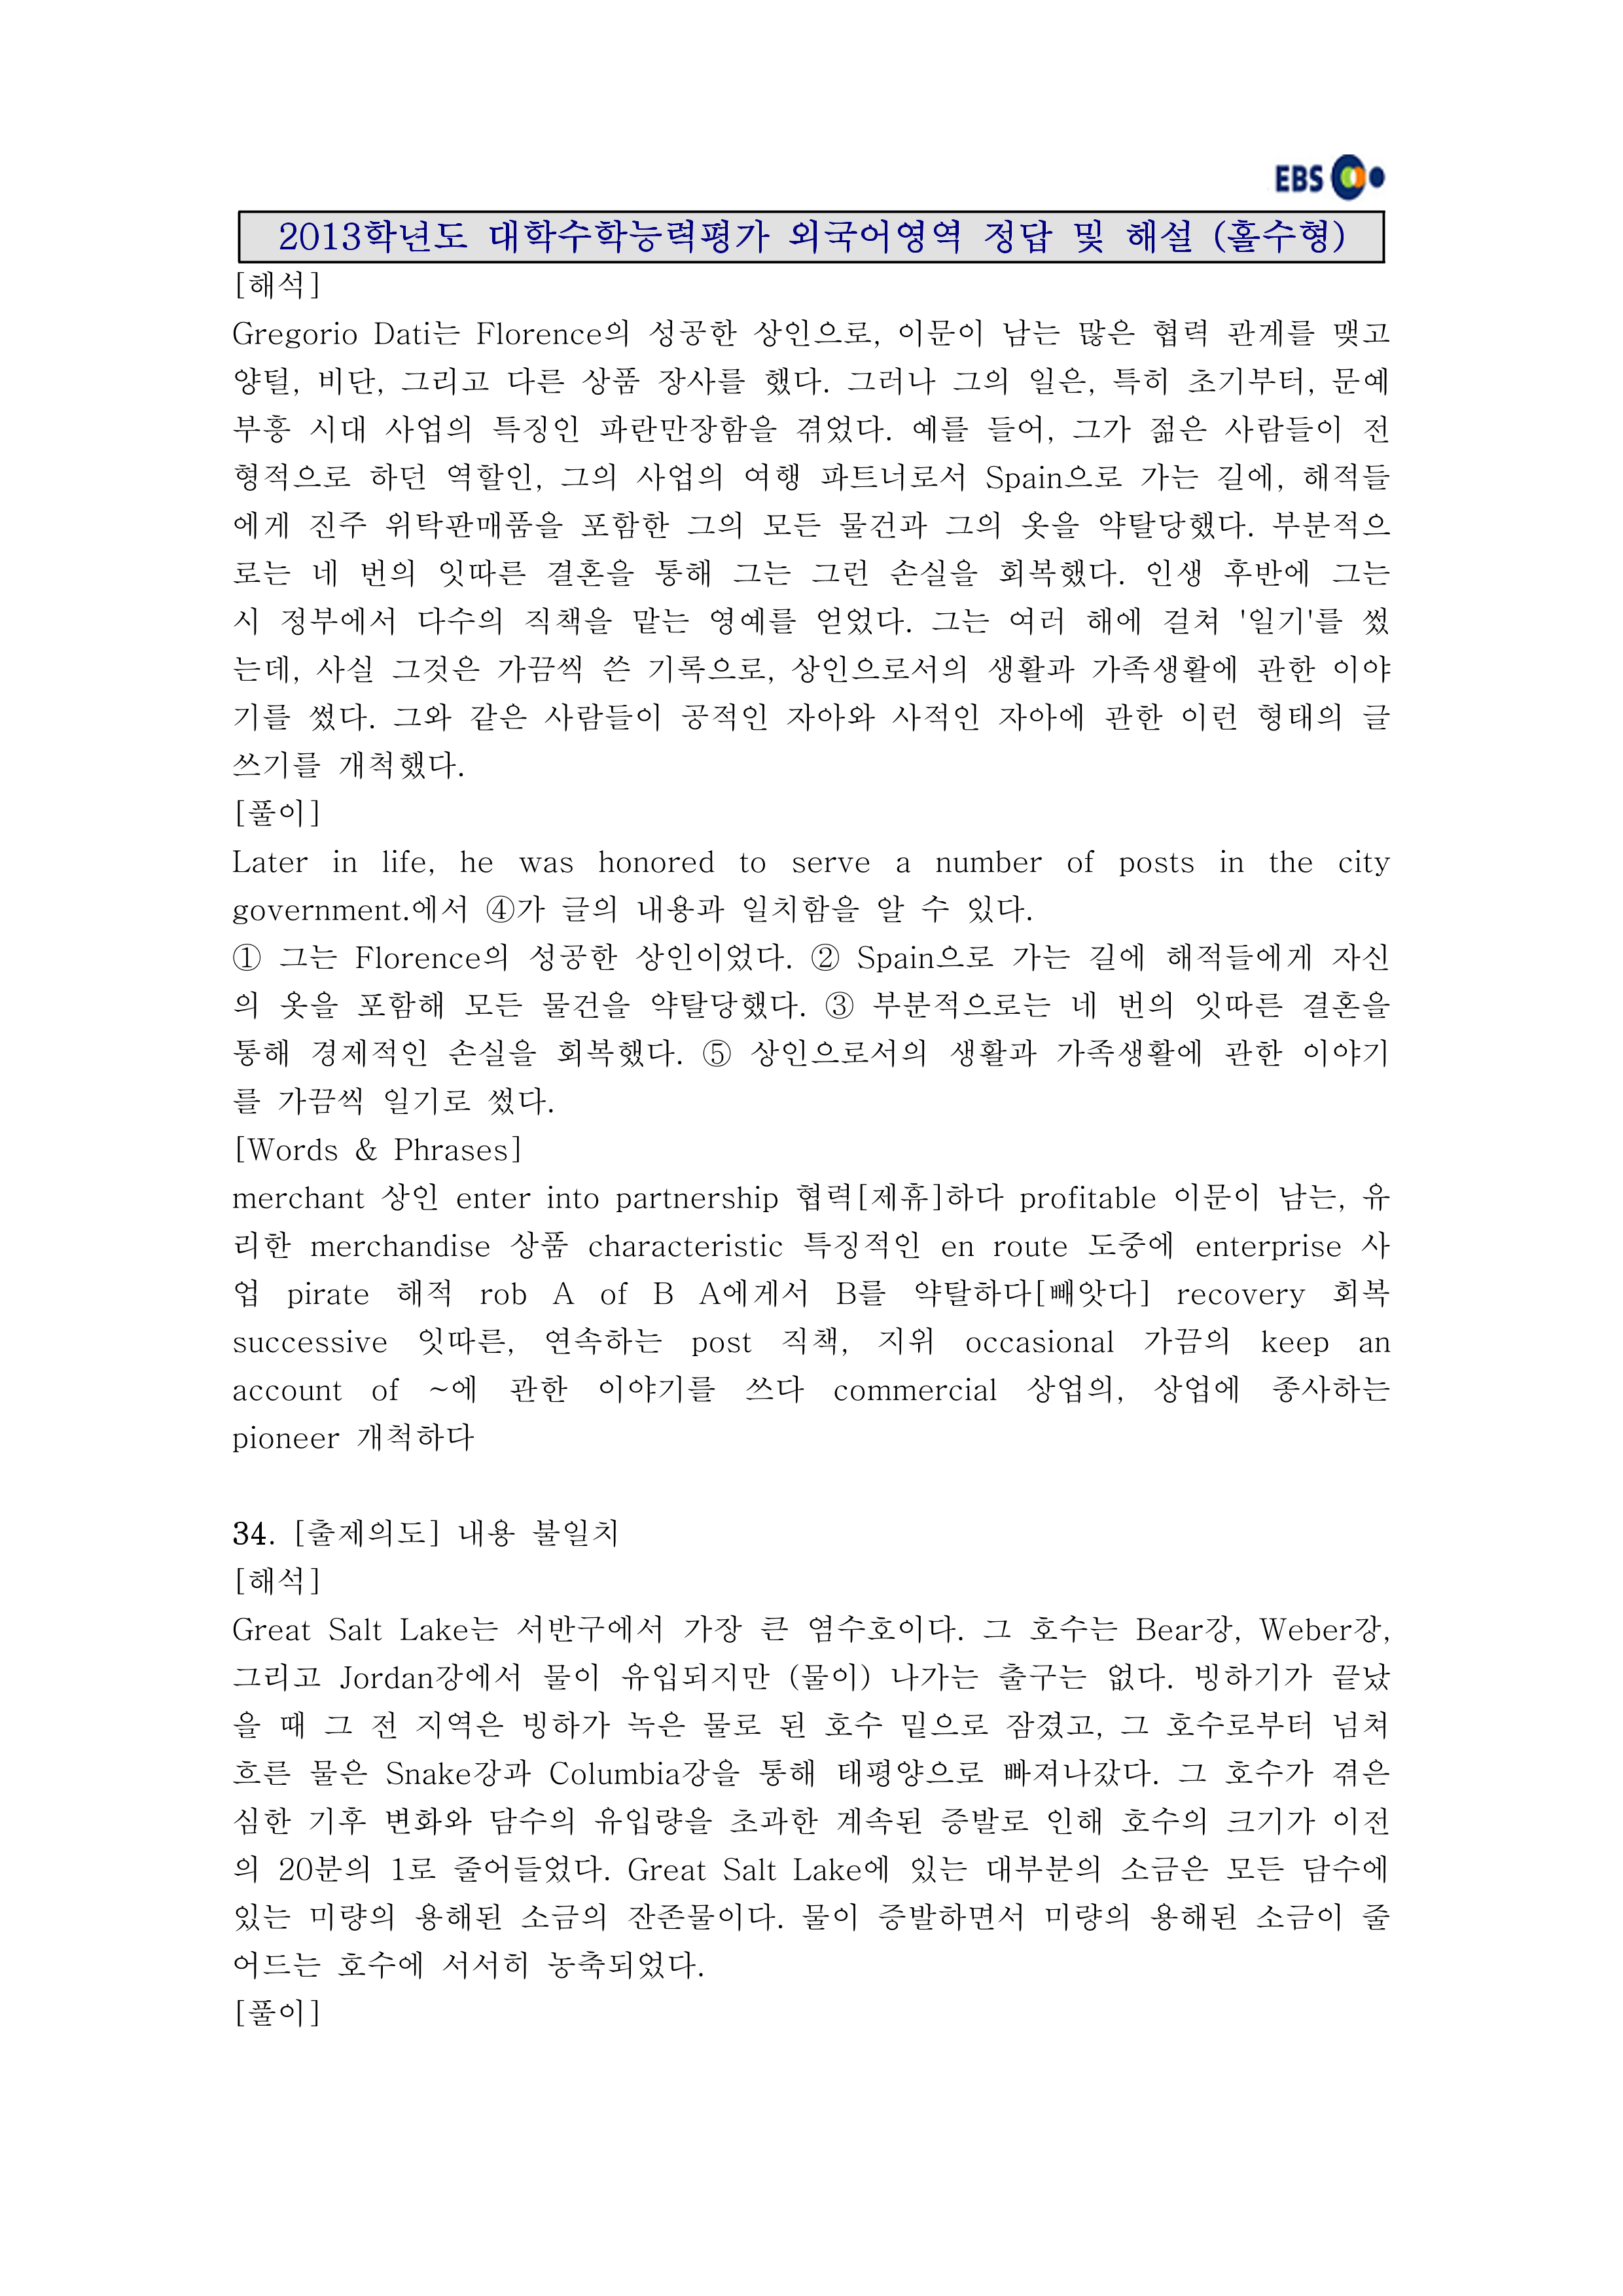 EBS
2013학년도 대학수학능력평가 외국어영역 정답 및 해설 (홀수형)
[해석]
Gregorio Dati는 Florence의 성공한 상인으로, 이문이 남는 많은 협력 관계를 맺고
양털, 비단, 그리고 다른 상품 장사를 했다. 그러나 그의 일은, 특히 초기부터, 문예
부흥 시대 사업의 특징인 파란만장함을 겪었다. 예를 들어, 그가 젊은 사람들이 전
형적으로 하던 역할인, 그의 사업의 여행 파트너로서 Spain으로 가는 길에, 해적들
에게 진주 위탁판매품을 포함한 그의 모든 물건과 그의 옷을 약탈당했다. 부분적으
로는 네 번의 잇따른 결혼을 통해 그는 그런 손실을 회복했다. 인생 후반에 그는
시 정부에서 다수의 직책을 맡는 영예를 얻었다. 그는 여러 해에 걸쳐 '일기'를 썼
는데, 사실 그것은 가끔씩 쓴 기록으로, 상인으로서의 생활과 가족생활에 관한 이야
기를 썼다. 그와 같은 사람들이 공적인 자아와 사적인 자아에 관한 이런 형태의 글
쓰기를 개척했다.
[풀이]
Later in life, he was honored to serve a number of posts in the city
government.에서 ④가 글의 내용과 일치함을 알 수 있다.
① 그는 Florence의 성공한 상인이었다. ② Spain으로 가는 길에 해적들에게 자신
의 옷을 포함해 모든 물건을 약탈당했다. ③ 부분적으로는 네 번의 잇따른 결혼을
통해 경제적인 손실을 회복했다. ⑤ 상인으로서의 생활과 가족생활에 관한 이야기
를 가끔씩 일기로 썼다.
[Words & Phrases]
merchant 상인 enter into partnership 협력[제휴]하다 profitable 이문이 남는, 유
리한 merchandise 상품 characteristic 특징적인 en route 도중에 enterprise 사
업 pirate 해적 rob A of B A에게서 B를 약탈하다[빼앗다] recovery 회복
successive 잇따른, 연속하는 post 직책, 지위 occasional 가끔의 keep an
account of ~에 관한 이야기를 쓰다 commercial 상업의, 상업에 종사하는
pioneer 개척하다
34. [출제의도] 내용 불일치
[해석]
Great Salt Lake는 서반구에서 가장 큰 염수호이다. 그 호수는 Bear강, Weber강,
그리고 Jordan강에서 물이 유입되지만 (물이) 나가는 출구는 없다. 빙하기가 끝났
을 때 그 전 지역은 빙하가 녹은 물로 된 호수 밑으로 잠겼고, 그 호수로부터 넘쳐
흐른 물은 Snake강과 Columbia강을 통해 태평양으로 빠져나갔다. 그 호수가 겪은
심한 기후 변화와 담수의 유입량을 초과한 계속된 증발로 인해 호수의 크기가 이전
의 20분의 1로 줄어들었다. Great Salt Lake에 있는 대부분의 소금은 모든 담수에
있는 미량의 용해된 소금의 잔존물이다. 물이 증발하면서 미량의 용해된 소금이 줄
어드는 호수에 서서히 농축되었다.
[풀이]